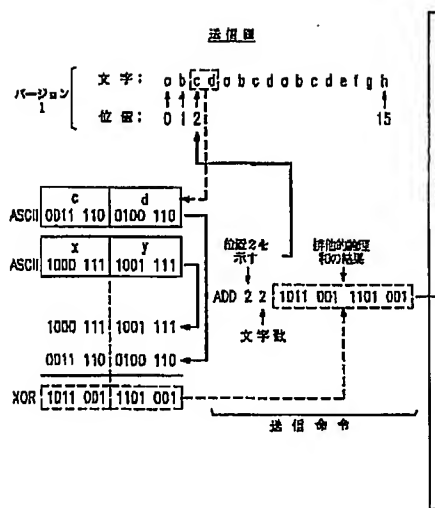 送信側
バージョン
1
文字: a b c d a b c d a b c d e f g h
位置: 0 1 2 15
c d
ASCII 0011 110 0100 110
x y
ASCII 1000 111 1001 111
位置2を
示す
排他的論理
和の結果
ADD 2 2 1011 001 1101 001
文字数
1000 111 1001 111
0011 110 0100 110
XOR 1011 001 1101 001
送信命令